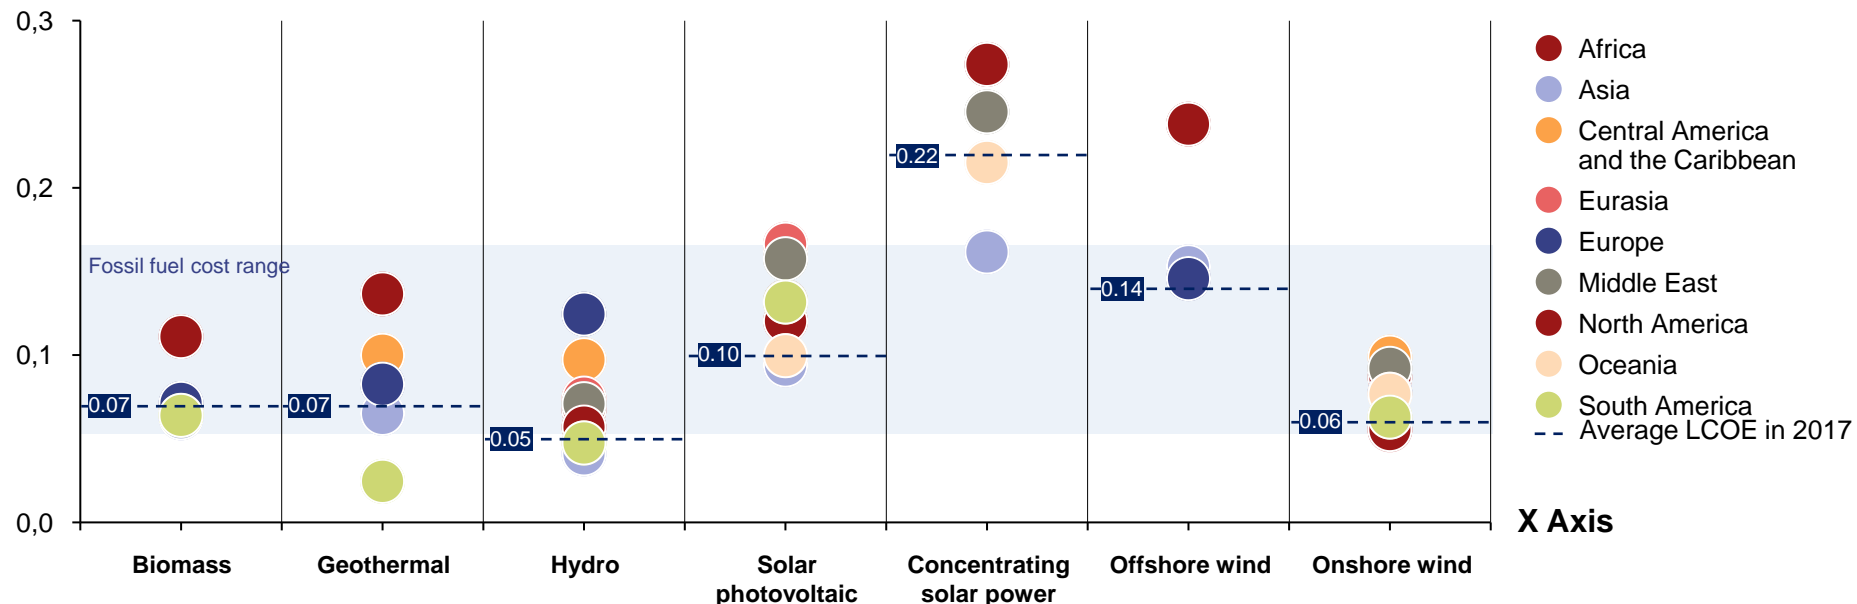 0,3
0,2
0,1
0,0
Fossil fuel cost range
0.07
0.07
0.05
0.10
0.22
0.14
0.06
Biomass
Geothermal
Hydro
Solar
photovoltaic
Concentrating
solar power
Offshore wind
Onshore wind
X Axis
Africa
Asia
Central America
and the Caribbean
Eurasia
Europe
Middle East
North America
Oceania
South America
Average LCOE in 2017